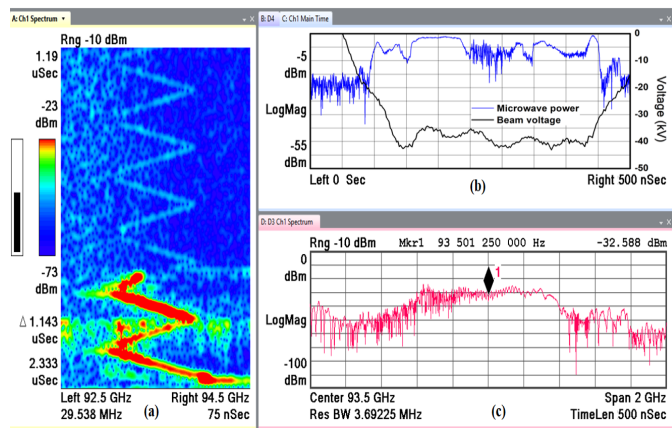 A: Ch1 Spectrum
Rng -10 dBm
1.19
uSec
-23
dBm
-73
dBm
Δ 1.143
uSec
2.333
uSec
Left 92.5 GHz
Right 94.5 GHz
29.538 MHz
(a)
75 nSec
B: D4 C: Ch1 Main Time
-5
dBm
LogMag
-55
dBm
Microwave power
Beam voltage
0
-10
-20
-30
-40
-50
Voltage (kV)
Left 0 Sec
(b)
Right 500 nSec
D: D3 Ch1 Spectrum
Rng -10 dBm Mkr1 93 501 250 000 Hz -32.588 dBm
0
dBm
1
LogMag
-100
dBm
Center 93.5 GHz
Span 2 GHz
Res BW 3.69225 MHz
(c)
TimeLen 500 nSec